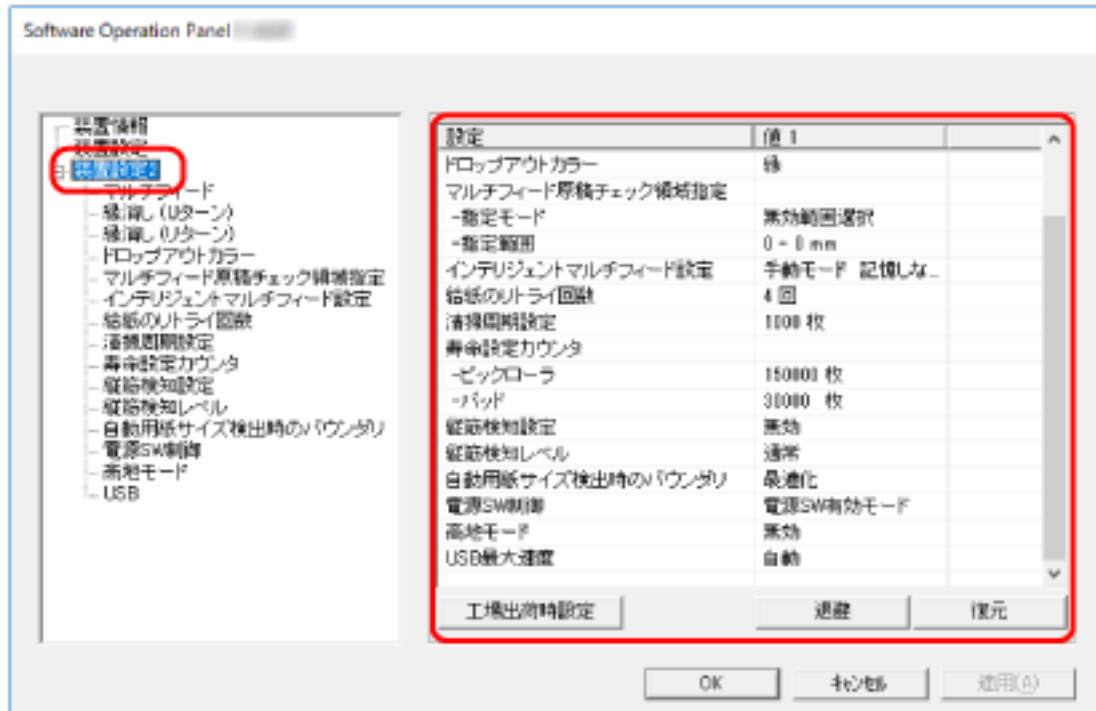 Software Operation Panel
装置情報
装置設定
装置設定2
マルチフィード
縁消し (Uターン)
縁消し (Uターン)
ドロップアウトカラー
マルチフィード原稿チェック領域指定
インテリジェントマルチフィード設定
給紙のリトライ回数
清掃周期設定
寿命設定カウンタ
縦筋検知設定
縦筋検知レベル
自動用紙サイズ検出時のバウンダリ
電源SW制御
高地モード
USB
設定 値 1
ドロップアウトカラー 緑
マルチフィード原稿チェック領域指定
-指定モード 無効範囲選択
-指定範囲 0 - 0 mm
インテリジェントマルチフィード設定 手動モード 記憶しな...
給紙のリトライ回数 4 回
清掃周期設定 1000 枚
寿命設定カウンタ
-ピックローラ 150000 枚
-パッド 30000 枚
縦筋検知設定 無効
縦筋検知レベル 通常
自動用紙サイズ検出時のバウンダリ 最適化
電源SW制御 電源SW有効モード
高地モード 無効
USB最大速度 自動
工場出荷時設定 退避 復元
OK キャンセル 適用(A)